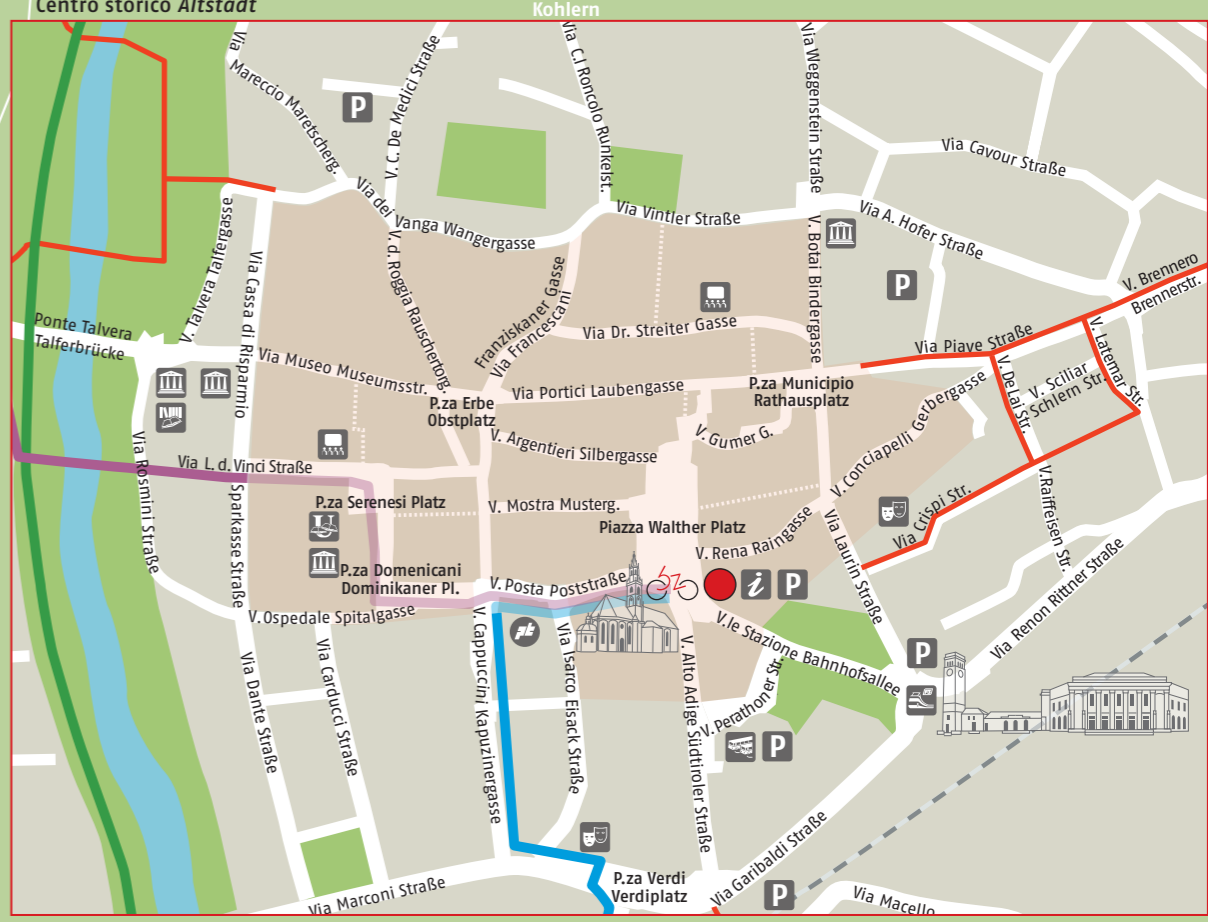 Centro storico Altstadt
Kohlern
Via
Mareccio Maretscherg.
P
V. C. De Medici Straße
Via C.I Roncolo Runkelst.
Via Weggenstein Straße
Via Cavour Straße
Via dei Vanga Wangergasse
Via Vintler Straße
Via A. Hofer Straße
V. Talvera Talfergasse
Via Cassa di Risparmio
V. d. Roggia Rauschertorg.
Franziskaner Gasse
Via Francescani
V. Botai Bindergasse
P
V. Brennero
Brennerstr.
Ponte Talvera
Talferbrücke
Via Dr. Streiter Gasse
Via Piave Straße
V. Latemar Str.
Via Museo Museumsstr.
Via Portici Laubengasse
P.za Municipio
Rathausplatz
V. DeLai Str.
V. Sciliar
Schlern Str.
P.za Erbe
Obstplatz
V. Argentieri Silbergasse
V. Gumer G.
V. Conciapelli Gerbergasse
Via Rosmini Straße
Via L. d. Vinci Straße
Sparkasse Straße
P.za Serenesi Platz
V. Mostra Musterg.
Piazza Walther Platz
Via Crispi Str.
V.Raiffeisen Str.
V. Rena Raingasse
Via Laurin Straße
P.za Domenicani
Dominikaner Pl.
V. Posta Poststraße
i
P
Via Renon Rittner Straße
V.Ospedale Spitalgasse
V. Cappuccini Kapuzinergasse
Via Isarco Eisack Straße
V. Alto Adige Südtiroler Straße
V.le Stazione Bahnhofsallee
P
Via Dante Straße
Via Carducci Straße
V. Perathoner Str.
P
Via Garibaldi Straße
P.za Verdi
Verdiplatz
P
Via Marconi Straße
Via Macello